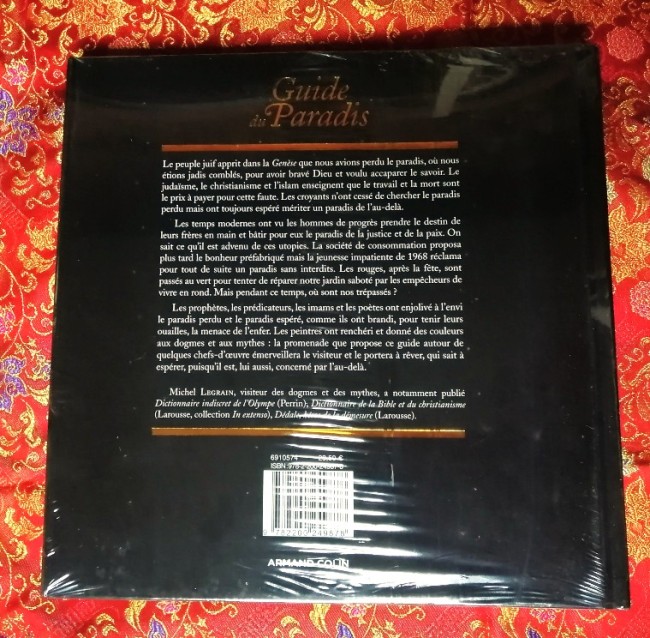 Guide
du Paradis
Le peuple juif apprit dans la Genèse que nous avions perdu le paradis, où nous
étions jadis comblés, pour avoir bravé Dieu et voulu accaparer le savoir. Le
judaïsme, le christianisme et l'islam enseignent que le travail et la mort sont
le prix à payer pour cette faute. Les croyants n'ont cessé de chercher le paradis
perdu mais ont toujours espéré mériter un paradis de l'au-delà.
Les temps modernes ont vu les hommes de progrès prendre le destin de
leurs frères en main et bâtir pour eux le paradis de la justice et de la paix. On
sait ce qu'il est advenu de ces utopies. La société de consommation proposa
plus tard le bonheur préfabriqué mais la jeunesse impatiente de 1968 réclama
pour tout de suite un paradis sans interdits. Les rouges, après la fête, sont
passés au vert pour tenter de réparer notre jardin saboté par les empêcheurs de
vivre en rond. Mais pendant ce temps, où sont nos trépassés ?
Les prophètes, les prédicateurs, les imams et les poètes ont enjolivé à l'envi
le paradis perdu et le paradis espéré, comme ils ont brandi, pour tenir leurs
ouailles, la menace de l'enfer. Les peintres ont renchéri et donné des couleurs
aux dogmes et aux mythes : la promenade que propose ce guide autour de
quelques chefs-d'œuvre émerveillera le visiteur et le portera à rêver, qui sait à
espérer, puisqu'il est, lui aussi, concerné par l'au-delà.
Michel LEGRAIN, visiteur des dogmes et des mythes, a notamment publié
Dictionnaire indiscret de l'Olympe (Perrin), Dictionnaire de la Bible et du christianisme
(Larousse, collection In extenso), Dédale, héros de la démesure (Larousse).
6910574 29,50 €
ISBN
9 782200 249576
ARMAND COLIN